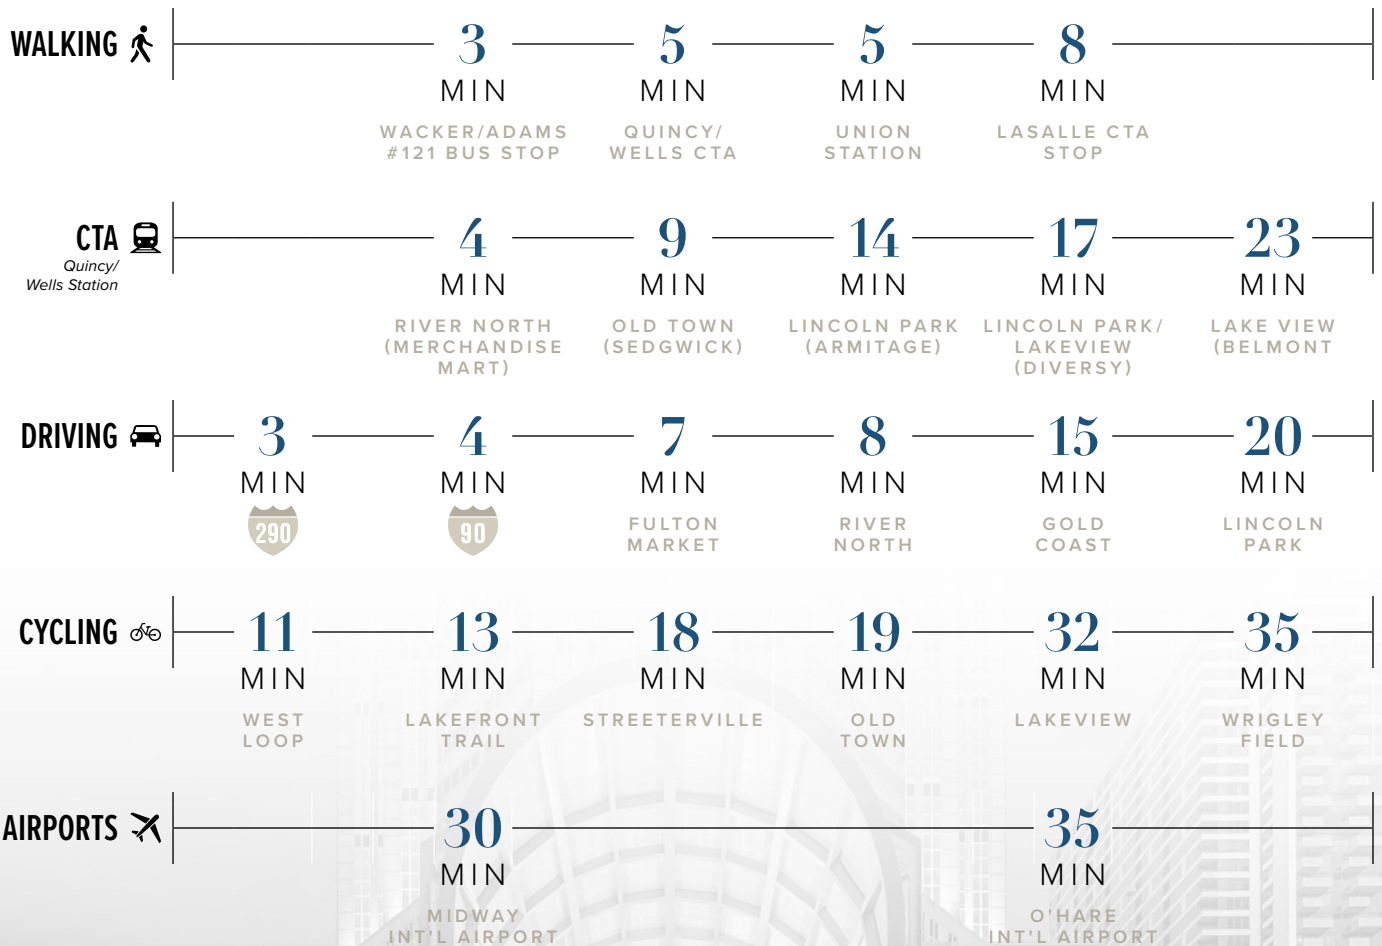 WALKING
3
5
5
8
MIN
MIN
MIN
MIN
WACKER/ADAMS
#121 BUS STOP
QUINCY/
WELLS CTA
UNION
STATION
LASALLE CTA
STOP
CTA
Quincy/
Wells Station
4
9
14
17
23
MIN
MIN
MIN
MIN
MIN
RIVER NORTH
(MERCHANDISE
MART)
OLD TOWN
(SEDGWICK)
LINCOLN PARK
(ARMITAGE)
LINCOLN PARK/
LAKEVIEW
(DIVERSY)
LAKE VIEW
(BELMONT
DRIVING
3
4
7
8
15
20
MIN
MIN
MIN
MIN
MIN
MIN
290
90
FULTON
MARKET
RIVER
NORTH
GOLD
COAST
LINCOLN
PARK
CYCLING
11
13
18
19
32
35
MIN
MIN
MIN
MIN
MIN
MIN
WEST
LOOP
LAKEFRONT
TRAIL
STREETERVILLE
OLD
TOWN
LAKEVIEW
WRIGLEY
FIELD
AIRPORTS
30
35
MIN
MIN
MIDWAY
INT'L AIRPORT
O'HARE
INT'L AIRPORT